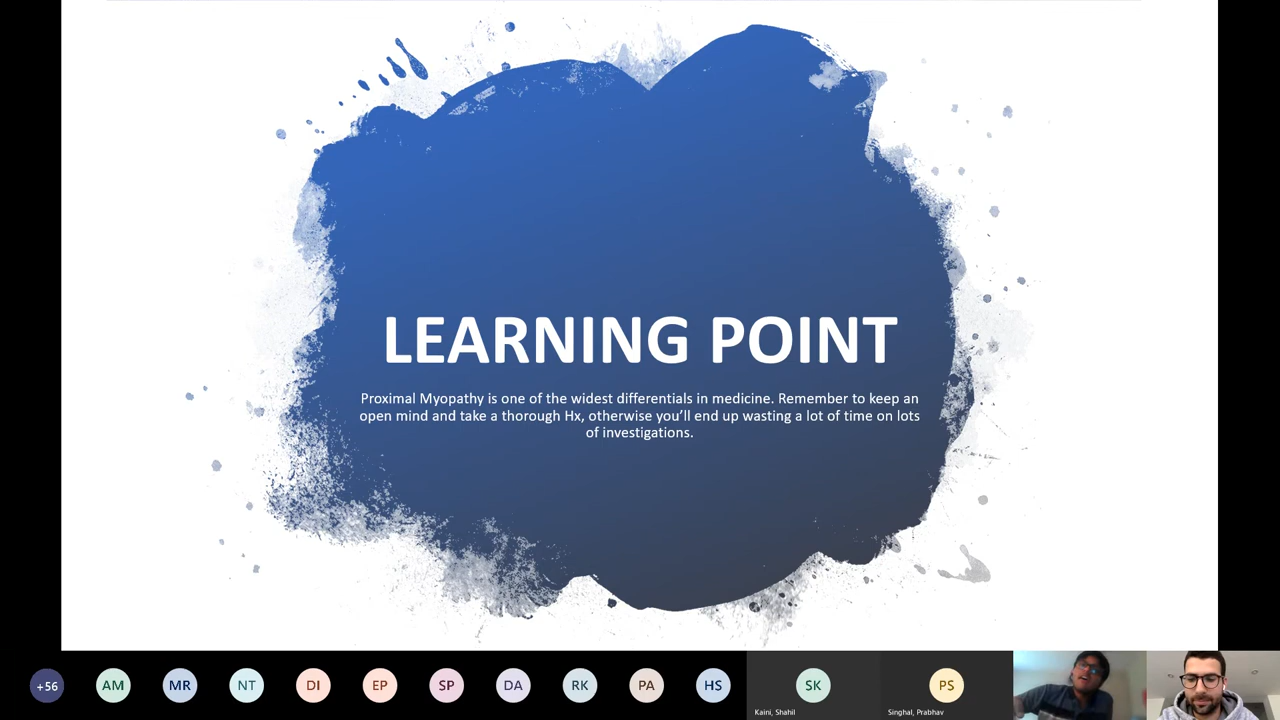 LEARNING POINT
Proximal Myopathy is one of the widest differentials in medicine. Remember to keep an
open mind and take a thorough Hx, otherwise you’ll end up wasting a lot of time on lots
of investigations.
+56
AM
MR
NT
DI
EP
SP
DA
RK
PA
HS
SK
PS
Kaini, Shahil
Singhal, Prabhav